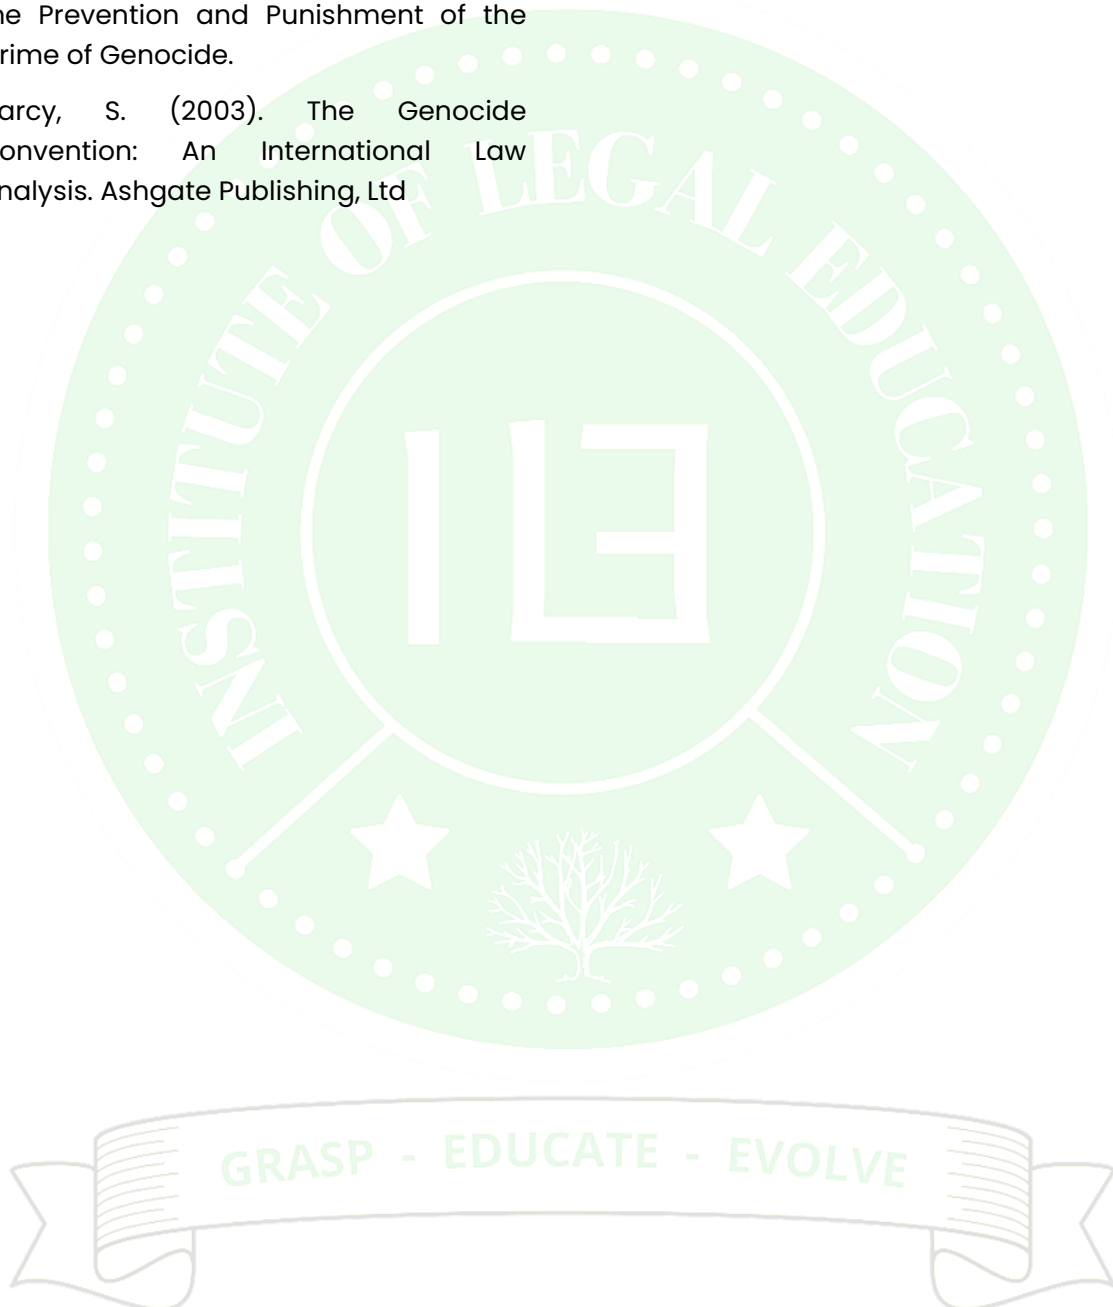 ne Prevention and Punishment of the
rime of Genocide.
arcy, S. (2003). The Genocide
onvention: An International Law
nalysis. Ashgate Publishing, Ltd
INSTITUTE OF LEGAL EDUCATION
ILE
GRASP - EDUCATE - EVOLVE